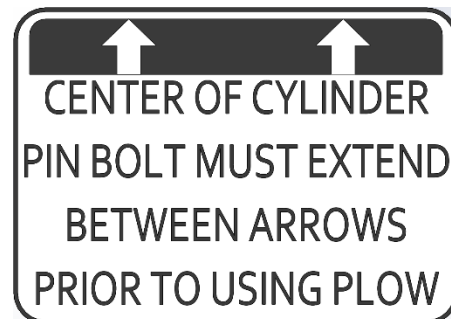 CENTER OF CYLINDER
PIN BOLT MUST EXTEND
BETWEEN ARROWS
PRIOR TO USING PLOW